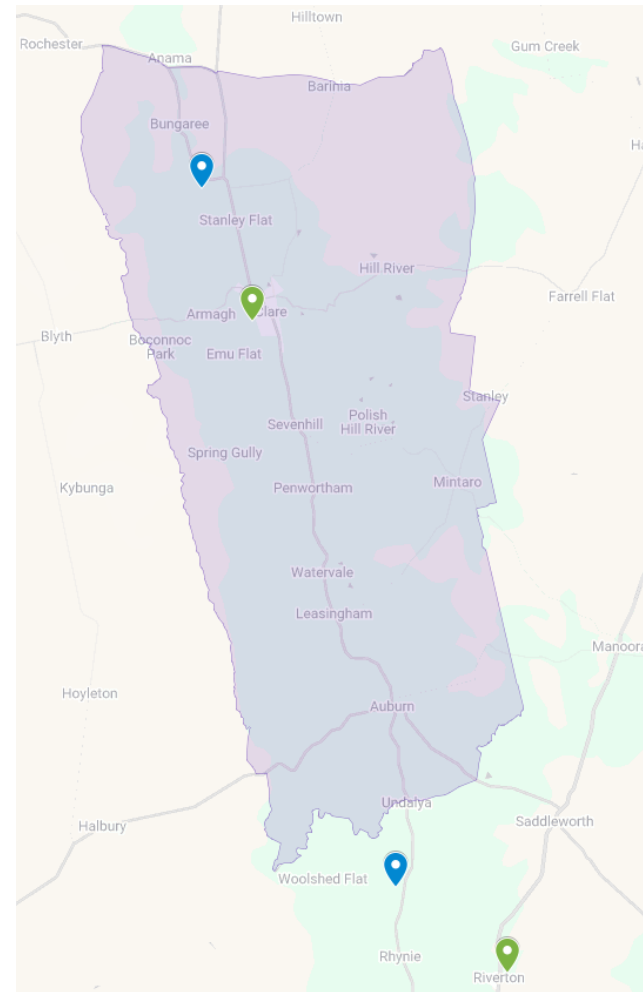 Hilltown
Rochester
Gum Creek
Anama
Barinia
Bungaree
Stanley Flat
Hill River
Farrell Flat
Armagh
Clare
Blyth
Boconnoc
Park
Emu Flat
Stanley
Polish
Hill River
Sevenhill
Spring Gully
Mintaro
Kybunga
Penwortham
Watervale
Leasingham
Manoora
Hoyleton
Auburn
Undalya
Halbury
Saddleworth
Woolshed Flat
Rhynie
Riverton